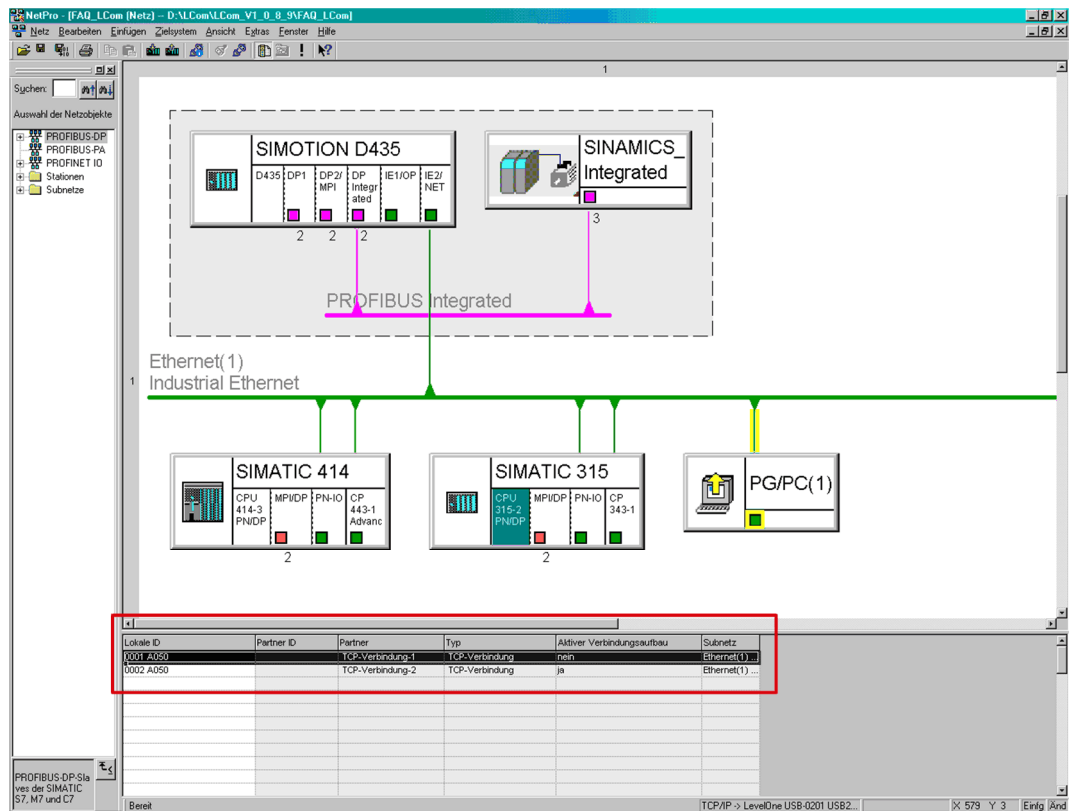 NetPro - [FAQ_LCom (Netz) -- D:\LCom\LCom_V1_0_8_9\FAQ_LCom]
Netz Bearbeiten Einfügen Zielsystem Ansicht Extras Fenster Hilfe
Suchen:
Auswahl der Netzobjekte
PROFIBUS-DP
PROFIBUS-PA
PROFINET IO
Stationen
Subnetze
1
SIMOTION D435
D435 DP1 DP2/ MPI DP Integr ated IE1/OP IE2/ NET
2 2 2
SINAMICS_
Integrated
3
PROFIBUS Integrated
Ethernet(1)
Industrial Ethernet
1
SIMATIC 414
CPU 414-3 PN/DP MPI/DP PN-IO CP 443-1 Advanc
2
SIMATIC 315
CPU 315-2 PN/DP MPI/DP PN-IO CP 343-1
2
PG/PC(1)
Lokale ID Partner ID Partner Typ Aktiver Verbindungsaufbau Subnetz
0001 A050 TCP-Verbindung-1 TCP-Verbindung nein Ethernet(1) ...
0002 A050 TCP-Verbindung-2 TCP-Verbindung ja Ethernet(1) ...
PROFIBUS-DP-Sla
ves der SIMATIC
S7, M7 und C7
Bereit TCP/IP -> LevelOne USB-0201 USB2... X 579 Y 3 Einfg Änd